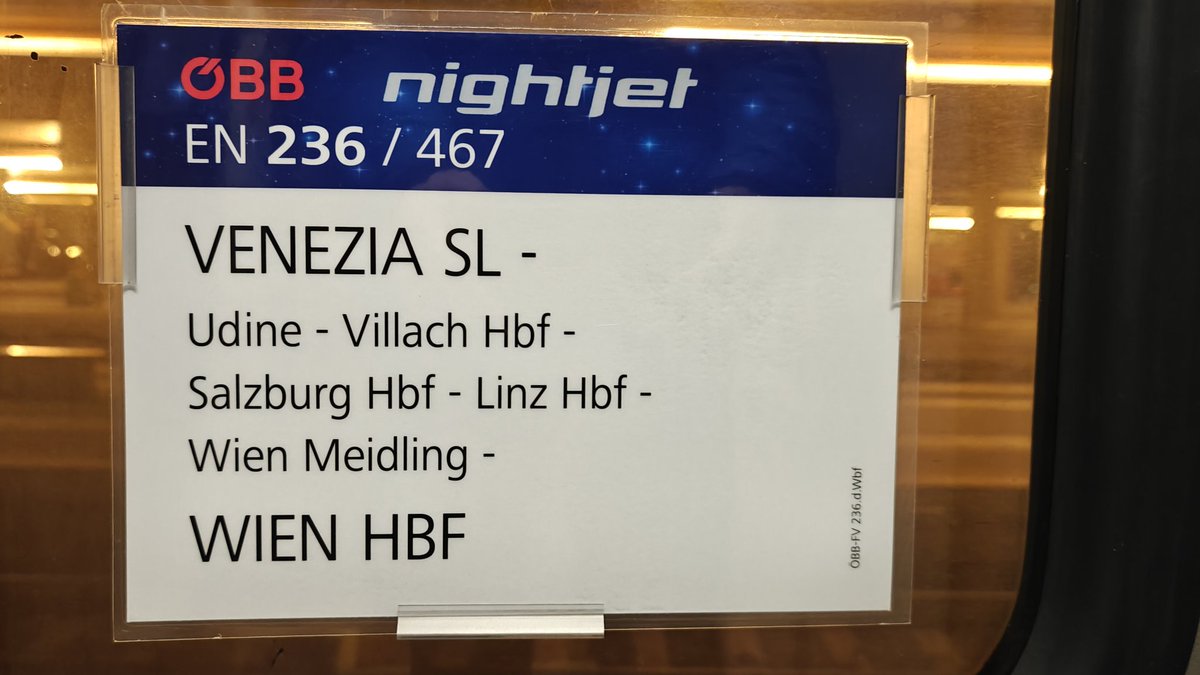 ÖBB nightjet
EN 236 / 467
VENEZIA SL -
Udine - Villach Hbf -
Salzburg Hbf - Linz Hbf -
Wien Meidling -
WIEN HBF
ÖBB-FV 236.d.Wbf